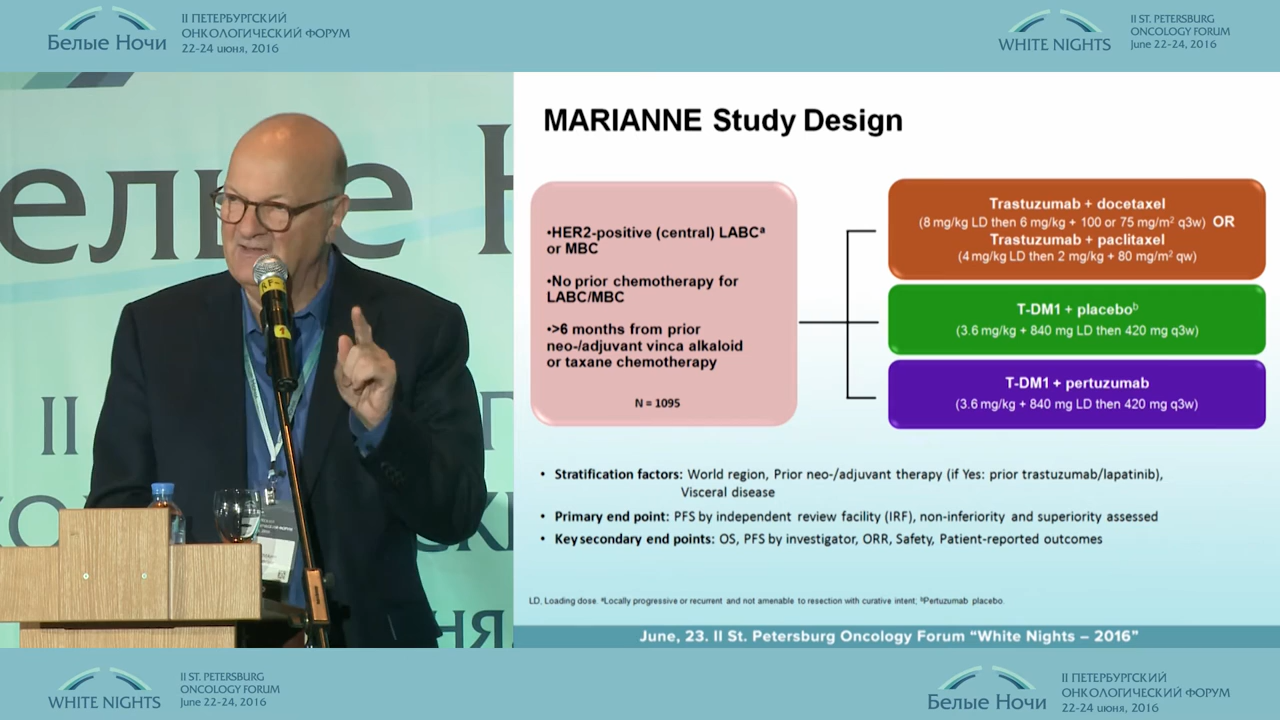 Белые Ночи
II ПЕТЕРБУРГСКИЙ
ОНКОЛОГИЧЕСКИЙ ФОРУМ
22-24 июня, 2016
WHITE NIGHTS
II ST. PETERSBURG
ONCOLOGY FORUM
June 22-24, 2016
елые Н
II
MARIANNE Study Design
•HER2-positive (central) LABCᵃ
or MBC
•No prior chemotherapy for
LABC/MBC
•>6 months from prior
neo-/adjuvant vinca alkaloid
or taxane chemotherapy
N = 1095
Trastuzumab + docetaxel
(8 mg/kg LD then 6 mg/kg + 100 or 75 mg/m² q3w) OR
Trastuzumab + paclitaxel
(4 mg/kg LD then 2 mg/kg + 80 mg/m² qw)
T-DM1 + placeboᵇ
(3.6 mg/kg + 840 mg LD then 420 mg q3w)
T-DM1 + pertuzumab
(3.6 mg/kg + 840 mg LD then 420 mg q3w)
• Stratification factors: World region, Prior neo-/adjuvant therapy (if Yes: prior trastuzumab/lapatinib),
Visceral disease
• Primary end point: PFS by independent review facility (IRF), non-inferiority and superiority assessed
• Key secondary end points: OS, PFS by investigator, ORR, Safety, Patient-reported outcomes
LD, Loading dose. ᵃLocally progressive or recurrent and not amenable to resection with curative intent; ᵇPertuzumab placebo.
June, 23. II St. Petersburg Oncology Forum “White Nights – 2016”
WHITE NIGHTS
II ST. PETERSBURG
ONCOLOGY FORUM
June 22-24, 2016
Белые Ночи
II ПЕТЕРБУРГСКИЙ
ОНКОЛОГИЧЕСКИЙ ФОРУМ
22-24 июня, 2016